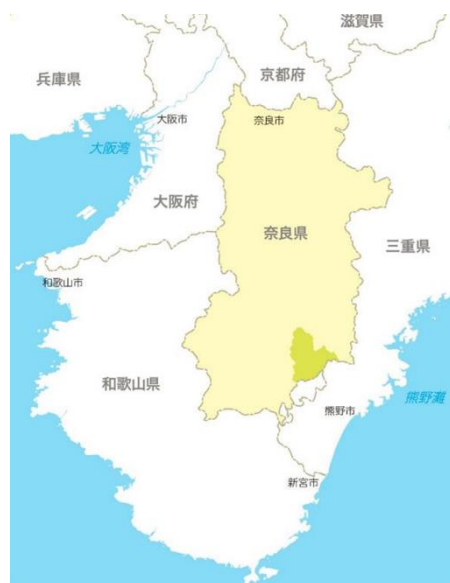 滋賀県
兵庫県
京都府
大阪市
奈良市
大阪湾
大阪府
奈良県
三重県
和歌山市
和歌山県
熊野灘
熊野市
新宮市